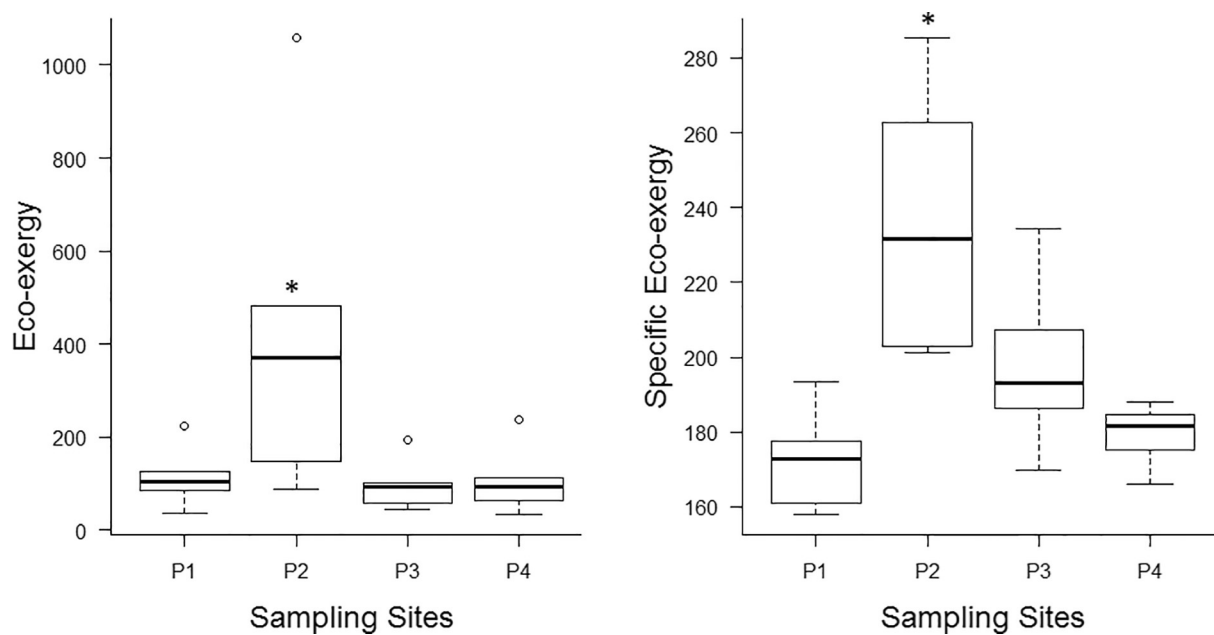 Eco-exergy
1000
800
600
400
200
0
*
P1 P2 P3 P4
Sampling Sites
Specific Eco-exergy
280
260
240
220
200
180
160
*
P1 P2 P3 P4
Sampling Sites